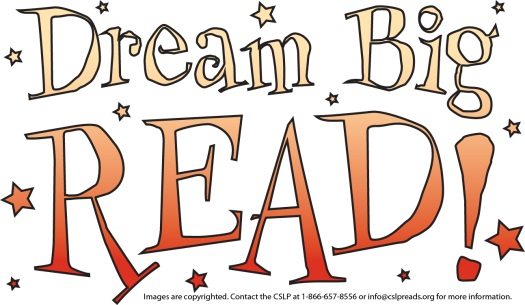 Dream Big
READ!
Images are copyrighted. Contact the CSLP at 1-866-657-8556 or info@cslpreads.org for more information.